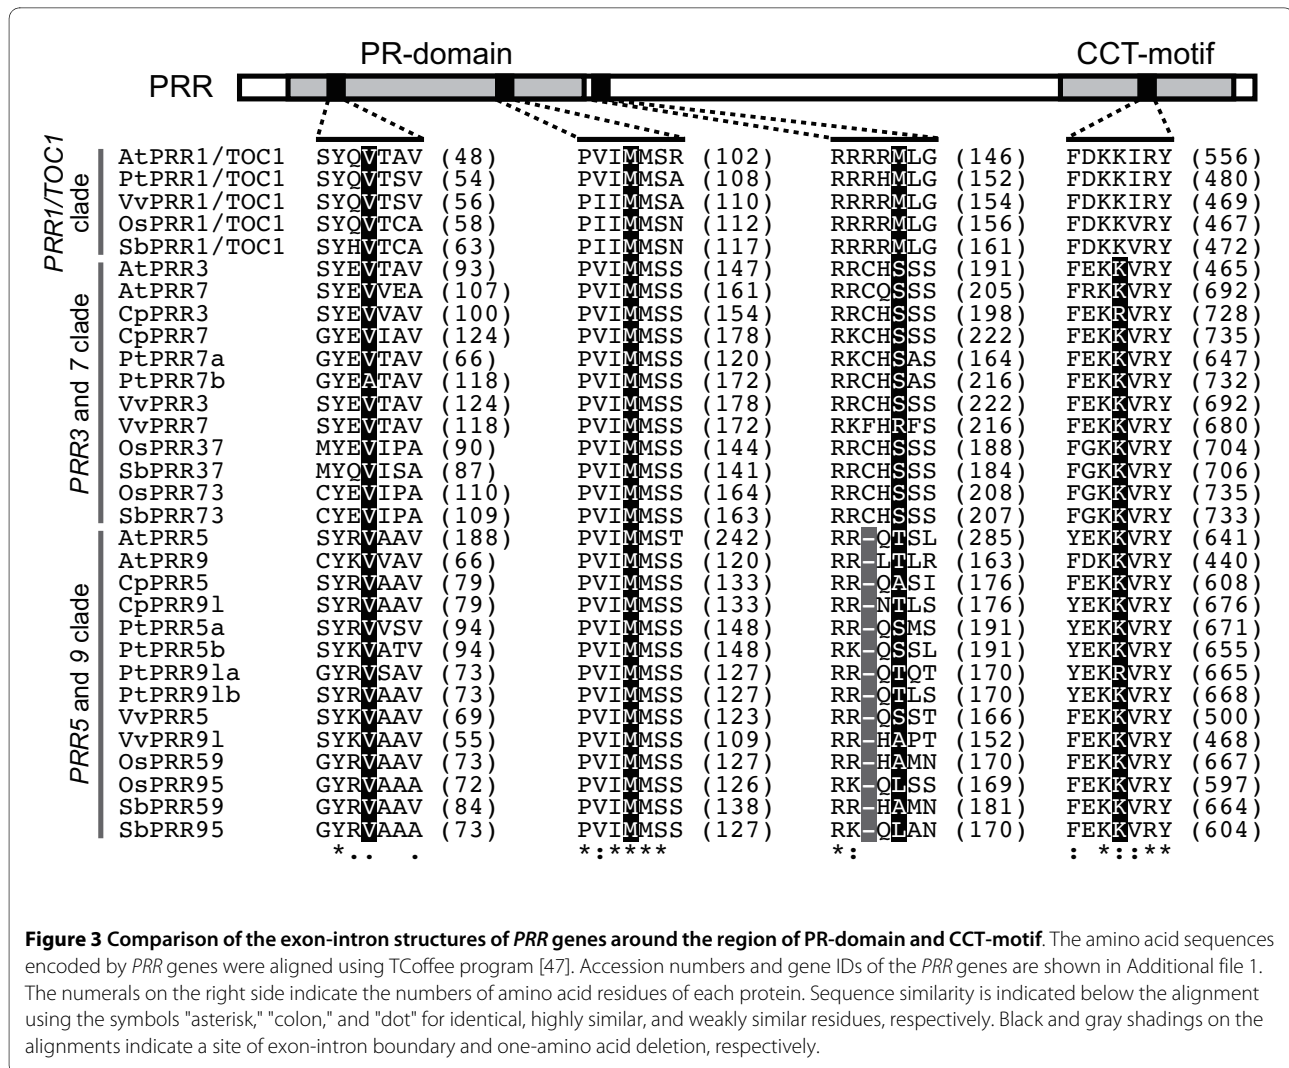 PR-domain CCT-motif
PRR
PRR1/TOC1 clade
AtPRR1/TOC1 SYQVTAV (48) PVIMMSR (102) RRRRMLG (146) FDKKIRY (556)
PtPRR1/TOC1 SYQVTSV (54) PVIMMSA (108) RRRHMLG (152) FDKKIRY (480)
VvPRR1/TOC1 SYQVTSV (56) PIIMMSA (110) RRRRMLG (154) FDKKIRY (469)
OsPRR1/TOC1 SYQVTCA (58) PIIMMSN (112) RRRRMLG (156) FDKKVRY (467)
SbPRR1/TOC1 SYHVTCA (63) PIIMMSN (117) RRRRMLG (161) FDKKVRY (472)
PRR3 and 7 clade
AtPRR3 SYEVTAV (93) PVIMMSS (147) RRCHSSS (191) FEKKVRY (465)
AtPRR7 SYEVVEA (107) PVIMMSS (161) RRCQSSS (205) FRKKVRY (692)
CpPRR3 SYEVVAV (100) PVIMMSS (154) RRCHSSS (198) FEKRVRY (728)
CpPRR7 GYEVIAV (124) PVIMMSS (178) RKCHSSS (222) FEKKVRY (735)
PtPRR7a GYEVTAV (66) PVIMMSS (120) RKCHSAS (164) FEKKVRY (647)
PtPRR7b GYEATAV (118) PVIMMSS (172) RRCHSAS (216) FEKKVRY (732)
VvPRR3 SYEVTAV (124) PVIMMSS (178) RRCHSSS (222) FEKKVRY (692)
VvPRR7 SYEVTAV (118) PVIMMSS (172) RKFHRFS (216) FEKKVRY (680)
OsPRR37 MYEVIPA (90) PVIMMSS (144) RRCHSSS (188) FGKKVRY (704)
SbPRR37 MYQVISA (87) PVIMMSS (141) RRCHSSS (184) FGKKVRY (706)
OsPRR73 CYEVIPA (110) PVIMMSS (164) RRCHSSS (208) FGKKVRY (735)
SbPRR73 CYEVIPA (109) PVIMMSS (163) RRCHSSS (207) FGKKVRY (733)
PRR5 and 9 clade
AtPRR5 SYRVAAV (188) PVIMMST (242) RR-QTSL (285) YEKKVRY (641)
AtPRR9 CYKVVAV (66) PVIMMSS (120) RR-LTLR (163) FDKKVRY (440)
CpPRR5 SYRVAAV (79) PVIMMSS (133) RR-QASI (176) FEKKVRY (608)
CpPRR9l SYRVAAV (79) PVIMMSS (133) RR-NTLS (176) YEKKVRY (676)
PtPRR5a SYRVVSV (94) PVIMMSS (148) RR-QSMS (191) YEKKVRY (671)
PtPRR5b SYKVATV (94) PVIMMSS (148) RK-QSSL (191) YEKKVRY (655)
PtPRR9la GYRVSAV (73) PVIMMSS (127) RR-QTQT (170) YEKRVRY (665)
PtPRR9lb SYRVAAV (73) PVIMMSS (127) RR-QTLS (170) YEKKVRY (668)
VvPRR5 SYKVAAV (69) PVIMMSS (123) RR-QSST (166) FEKKVRY (500)
VvPRR9l SYKVAAV (55) PVIMMSS (109) RR-HAPT (152) FEKKVRY (468)
OsPRR59 GYRVAAV (73) PVIMMSS (127) RR-HAMN (170) FEKKVRY (667)
OsPRR95 GYRVAAA (72) PVIMMSS (126) RK-QLSS (169) FEKKVRY (597)
SbPRR59 GYRVAAV (84) PVIMMSS (138) RR-HAMN (181) FEKKVRY (664)
SbPRR95 GYRVAAA (73) PVIMMSS (127) RK-QLAN (170) FEKKVRY (604)
*.. . *:**** *: : *::**
Figure 3 Comparison of the exon-intron structures of PRR genes around the region of PR-domain and CCT-motif. The amino acid sequences
encoded by PRR genes were aligned using TCoffee program [47]. Accession numbers and gene IDs of the PRR genes are shown in Additional file 1.
The numerals on the right side indicate the numbers of amino acid residues of each protein. Sequence similarity is indicated below the alignment
using the symbols "asterisk," "colon," and "dot" for identical, highly similar, and weakly similar residues, respectively. Black and gray shadings on the
alignments indicate a site of exon-intron boundary and one-amino acid deletion, respectively.